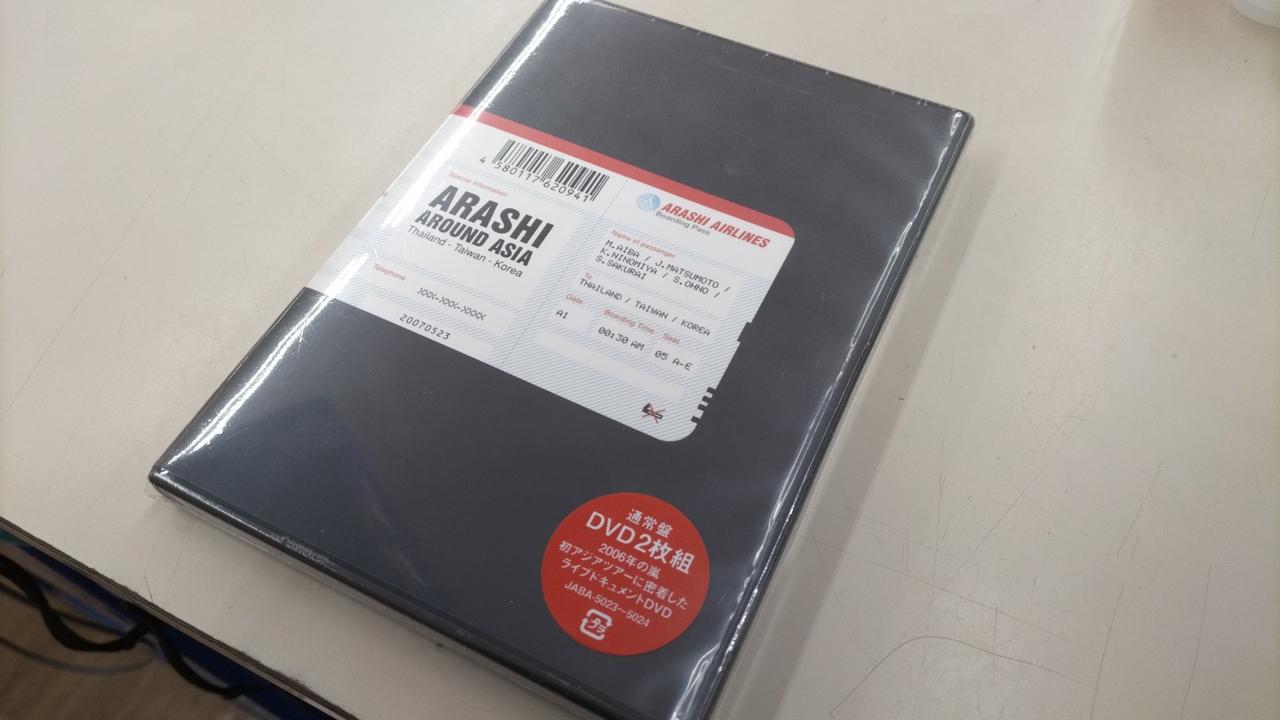 4 580117 620941
Special Information
ARASHI
AROUND ASIA
Thailand - Taiwan - Korea
Telephone
XXX-XXX-XXXX
20070523
ARASHI AIRLINES
Boarding Pass
Name of passenger
M.AIBA / J.MATSUMOTO /
K.NINOMIYA / S.OHNO /
S.SAKURAI
To
THAILAND / TAIWAN / KOREA
Gate
Boarding Time
Seat
A1
00:30 AM
05 A-E
通常盤
DVD2枚組
2006年の嵐
初アジアツアーに密着した
ライブドキュメントDVD
JABA-5023〜5024
プラ